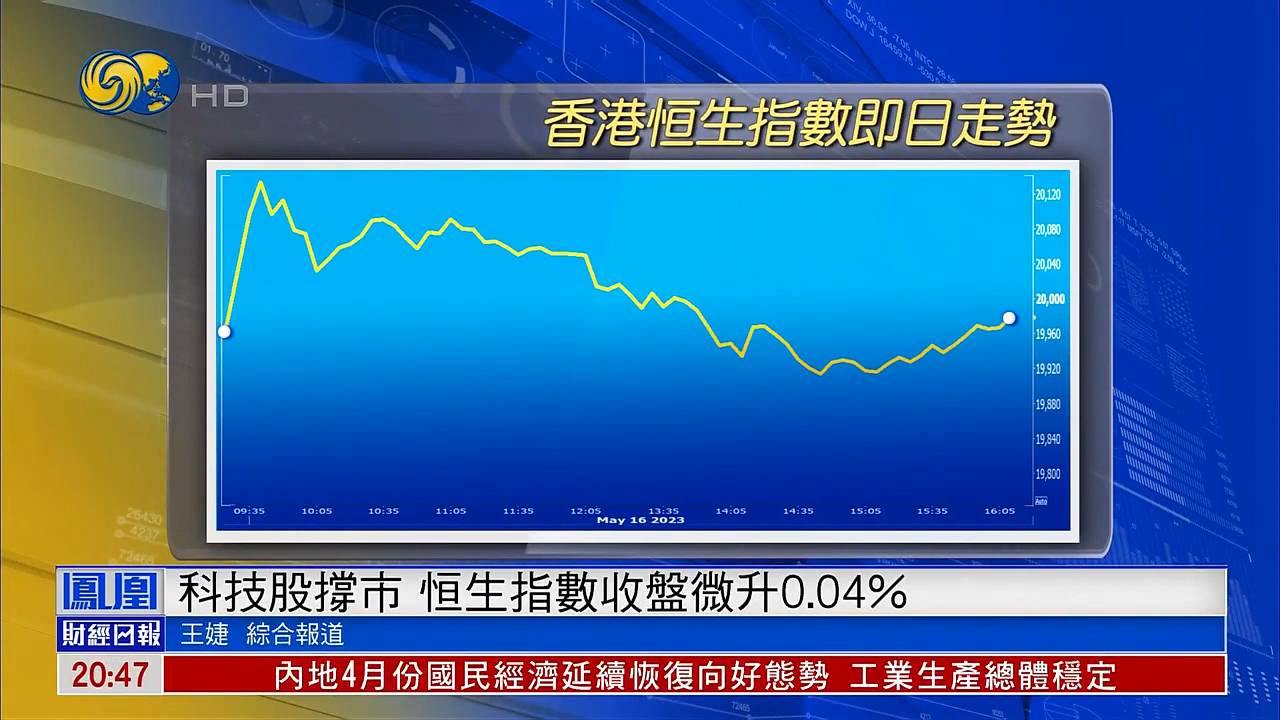 HD
香港恒生指數即日走勢
20,120
20,080
20,040
20,000
19,960
19,920
19,880
19,840
19,800
Auto
09:35 10:05 10:35 11:05 11:35 12:05 13:35 14:05 14:35 15:05 15:35 16:05
May 16 2023
26430
4237
72465
鳳凰 科技股撐市 恒生指數收盤微升0.04%
財經日報 王婕 綜合報道
20:47 內地4月份國民經濟延續恢復向好態勢 工業生產總體穩定
72465